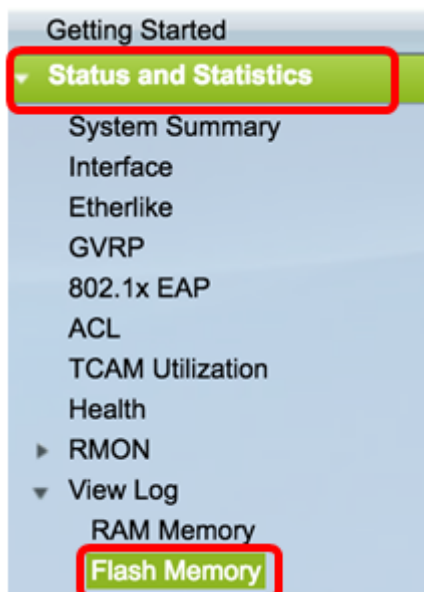 Getting Started
Status and Statistics
System Summary
Interface
Etherlike
GVRP
802.1x EAP
ACL
TCAM Utilization
Health
RMON
View Log
RAM Memory
Flash Memory